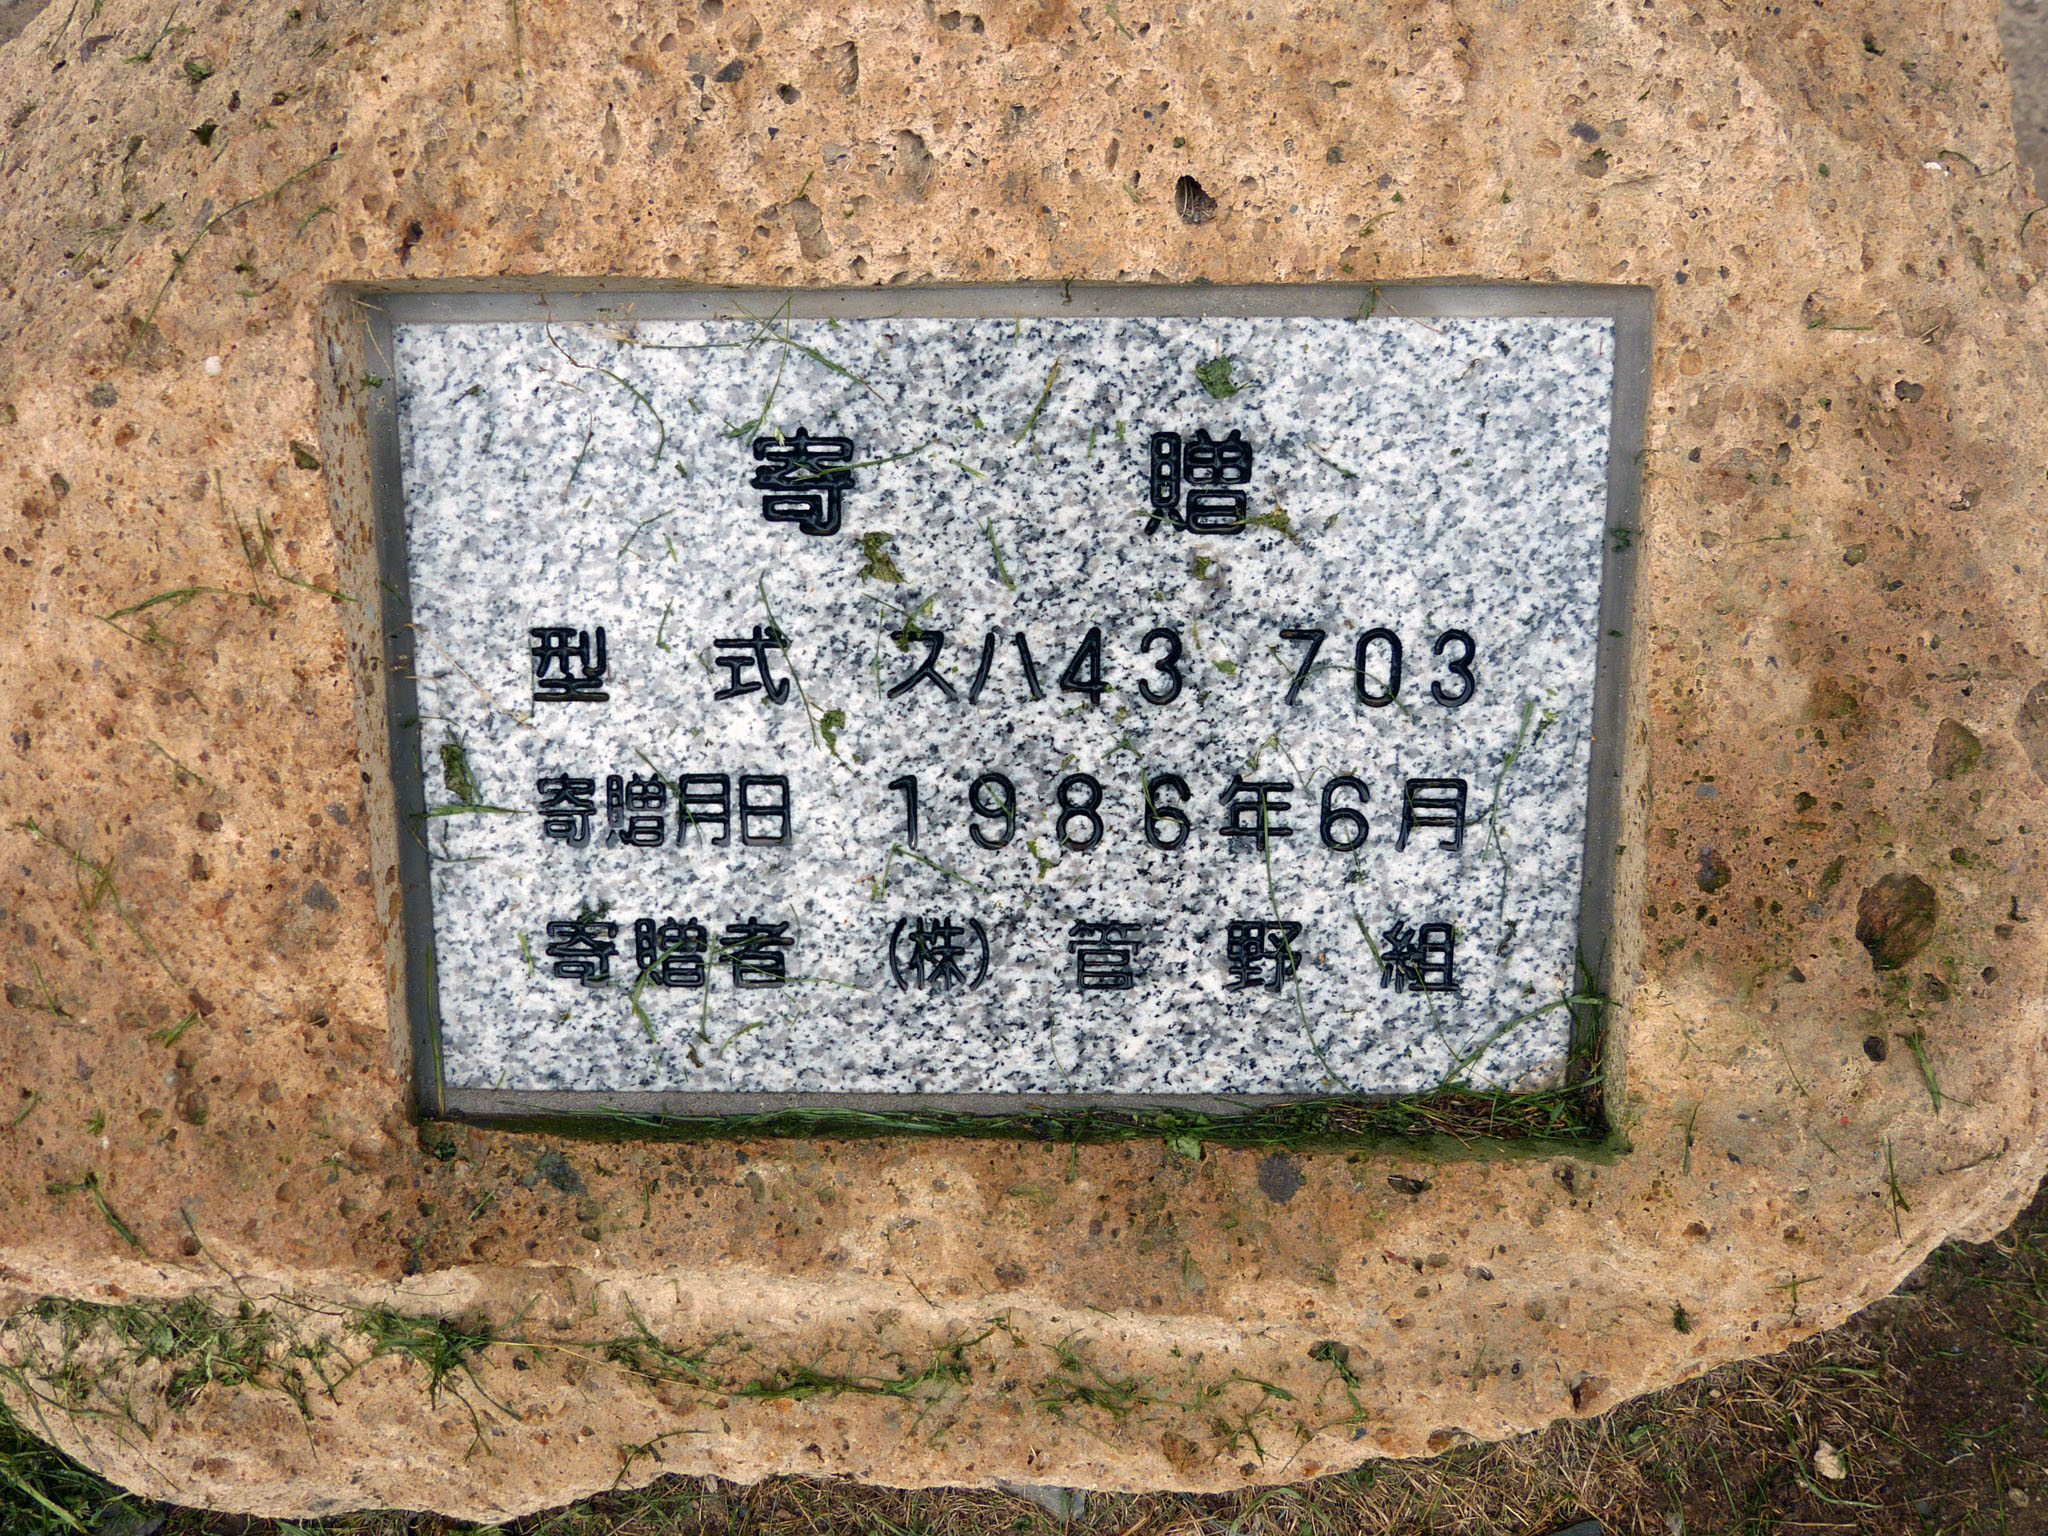 寄贈
型式 スハ43 703
寄贈月日 1986年6月
寄贈者 (株)菅野組